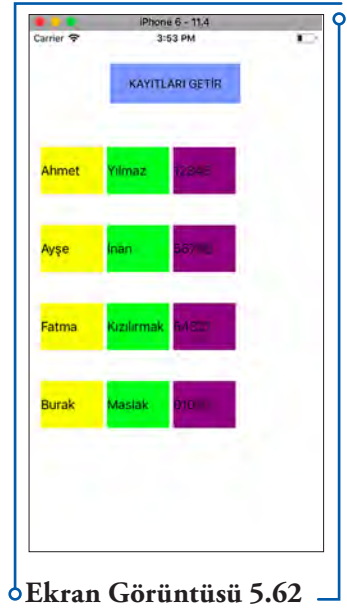 iPhone 6 - 11.4
Carrier 3:53 PM
KAYITLARI GETİR
Ahmet Yılmaz
Ayşe İnan
Fatma Kızılırmak
Burak Maslak
Ekran Görüntüsü 5.62